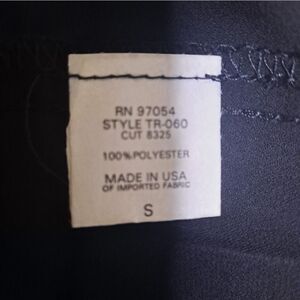 RN 97054
STYLE TR-060
CUT 8325
100% POLYESTER
MADE IN USA
OF IMPORTED FABRIC
S